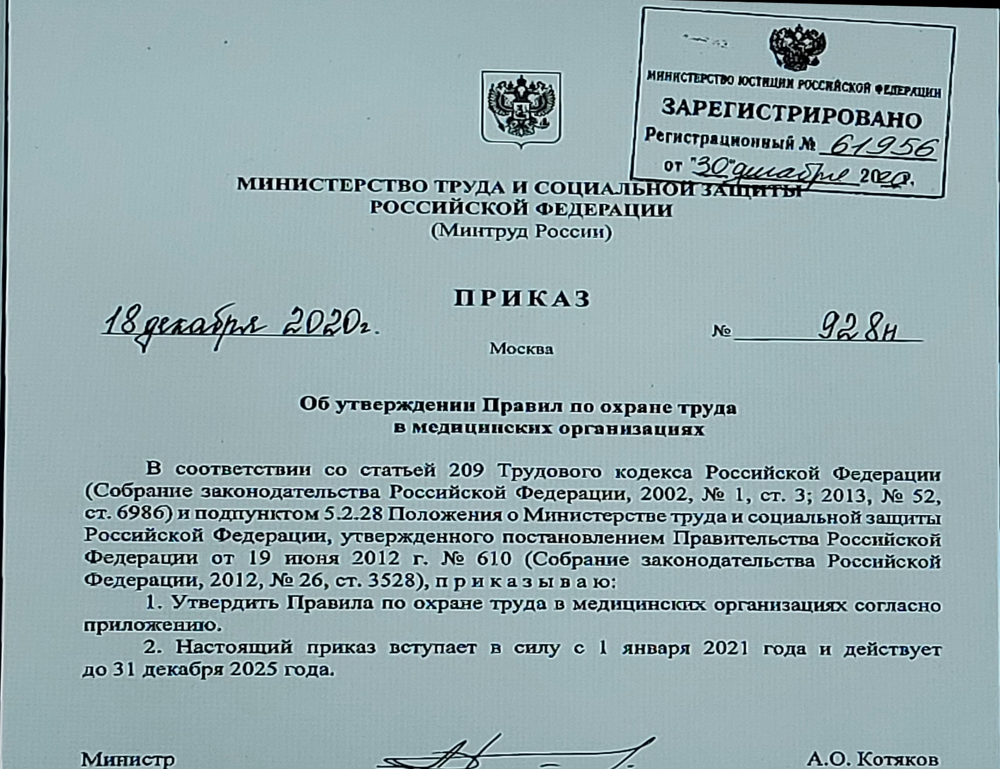 МИНИСТЕРСТВО ЮСТИЦИИ РОССИЙСКОЙ ФЕДЕРАЦИИ
ЗАРЕГИСТРИРОВАНО
Регистрационный № 61956
от "30" декабря 2020г.
МИНИСТЕРСТВО ТРУДА И СОЦИАЛЬНОЙ ЗАЩИТЫ
РОССИЙСКОЙ ФЕДЕРАЦИИ
(Минтруд России)
ПРИКАЗ
18 декабря 2020г.
№ 928н
Москва
Об утверждении Правил по охране труда
в медицинских организациях
В соответствии со статьей 209 Трудового кодекса Российской Федерации
(Собрание законодательства Российской Федерации, 2002, № 1, ст. 3; 2013, № 52,
ст. 6986) и подпунктом 5.2.28 Положения о Министерстве труда и социальной защиты
Российской Федерации, утвержденного постановлением Правительства Российской
Федерации от 19 июня 2012 г. № 610 (Собрание законодательства Российской
Федерации, 2012, № 26, ст. 3528), п р и к а з ы в а ю:
1. Утвердить Правила по охране труда в медицинских организациях согласно
приложению.
2. Настоящий приказ вступает в силу с 1 января 2021 года и действует
до 31 декабря 2025 года.
Министр
А.О. Котяков